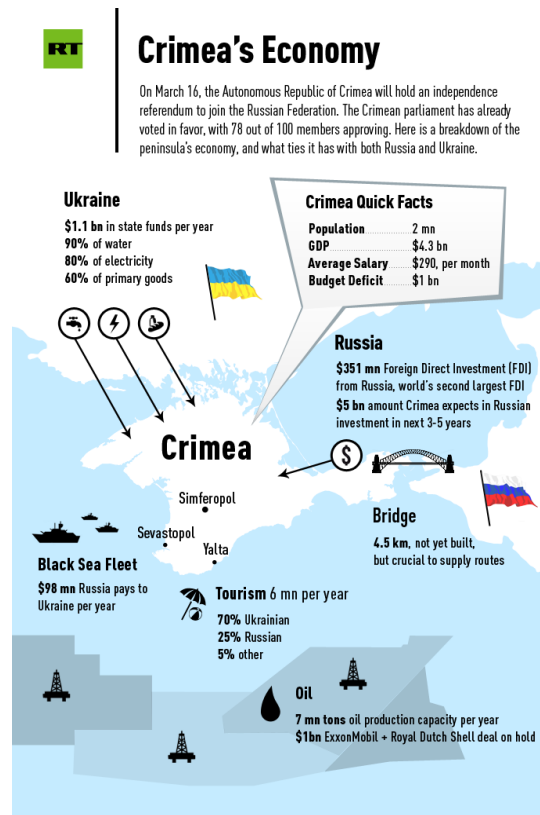 RT
Crimea's Economy
On March 16, the Autonomous Republic of Crimea will hold an independence
referendum to join the Russian Federation. The Crimean parliament has already
voted in favor, with 78 out of 100 members approving. Here is a breakdown of the
peninsula's economy, and what ties it has with both Russia and Ukraine.
Ukraine
$1.1 bn in state funds per year
90% of water
80% of electricity
60% of primary goods
Crimea Quick Facts
Population 2 mn
GDP $4.3 bn
Average Salary $290, per month
Budget Deficit $1 bn
Russia
$351 mn Foreign Direct Investment (FDI)
from Russia, world's second largest FDI
$5 bn amount Crimea expects in Russian
investment in next 3-5 years
Crimea
$
Simferopol
Sevastopol
Yalta
Bridge
4.5 km, not yet built,
but crucial to supply routes
Black Sea Fleet
$98 mn Russia pays to
Ukraine per year
Tourism 6 mn per year
70% Ukrainian
25% Russian
5% other
Oil
7 mn tons oil production capacity per year
$1bn ExxonMobil + Royal Dutch Shell deal on hold